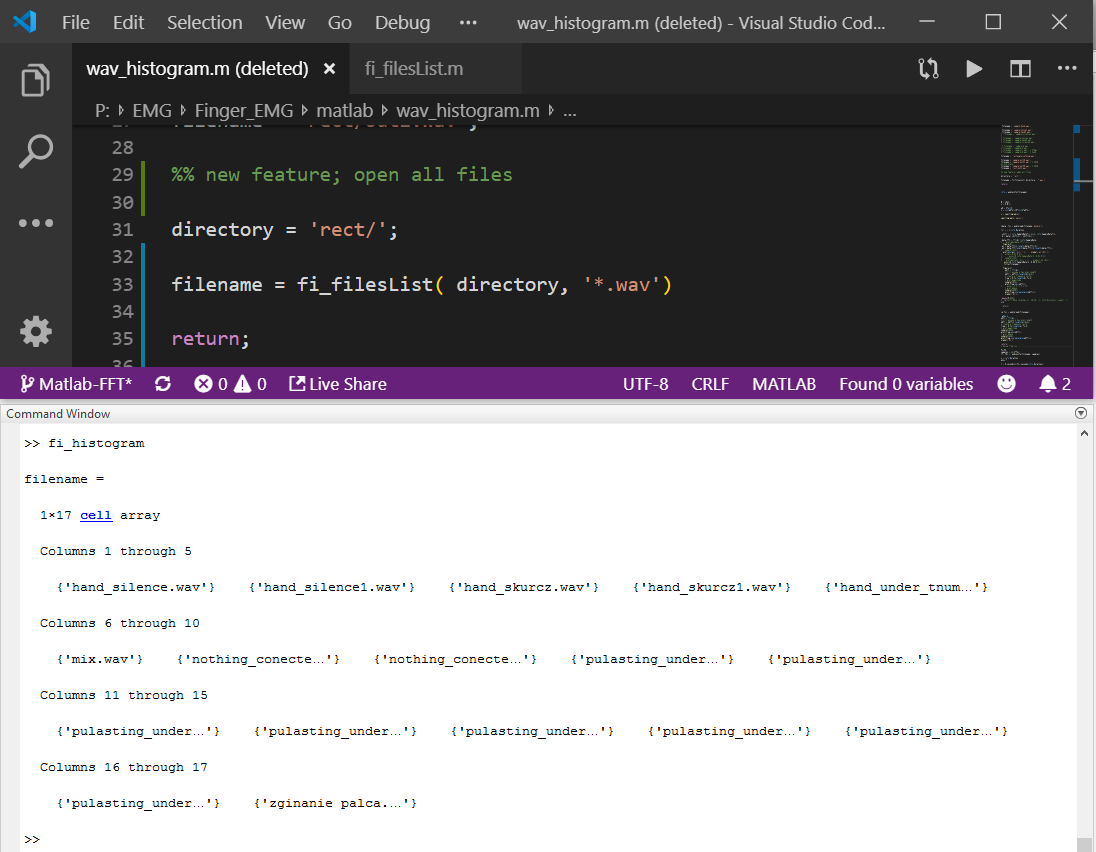 File Edit Selection View Go Debug ··· wav_histogram.m (deleted) - Visual Studio Cod...
wav_histogram.m (deleted) × fi_filesList.m
P: › EMG › Finger_EMG › matlab › wav_histogram.m › ...
28
29 %% new feature; open all files
30
31 directory = 'rect/';
32
33 filename = fi_filesList( directory, '*.wav')
34
35 return;
36
Matlab-FFT* 0 0 Live Share UTF-8 CRLF MATLAB Found 0 variables 2
Command Window
>> fi_histogram
filename =
1×17 cell array
Columns 1 through 5
{'hand_silence.wav'} {'hand_silence1.wav'} {'hand_skurcz.wav'} {'hand_skurcz1.wav'} {'hand_under_tnum…'}
Columns 6 through 10
{'mix.wav'} {'nothing_conecte…'} {'nothing_conecte…'} {'pulasting_under…'} {'pulasting_under…'}
Columns 11 through 15
{'pulasting_under…'} {'pulasting_under…'} {'pulasting_under…'} {'pulasting_under…'} {'pulasting_under…'}
Columns 16 through 17
{'pulasting_under…'} {'zginanie palca.…'}
>>